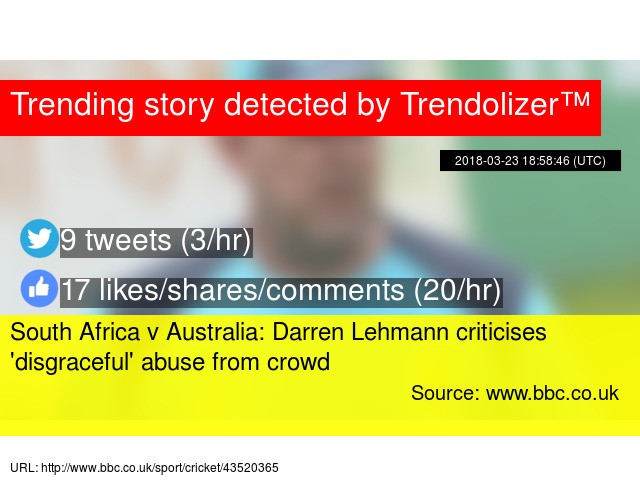 Trending story detected by Trendolizer™
2018-03-23 18:58:46 (UTC)
9 tweets (3/hr)
17 likes/shares/comments (20/hr)
South Africa v Australia: Darren Lehmann criticises
'disgraceful' abuse from crowd
Source: www.bbc.co.uk
URL: http://www.bbc.co.uk/sport/cricket/43520365